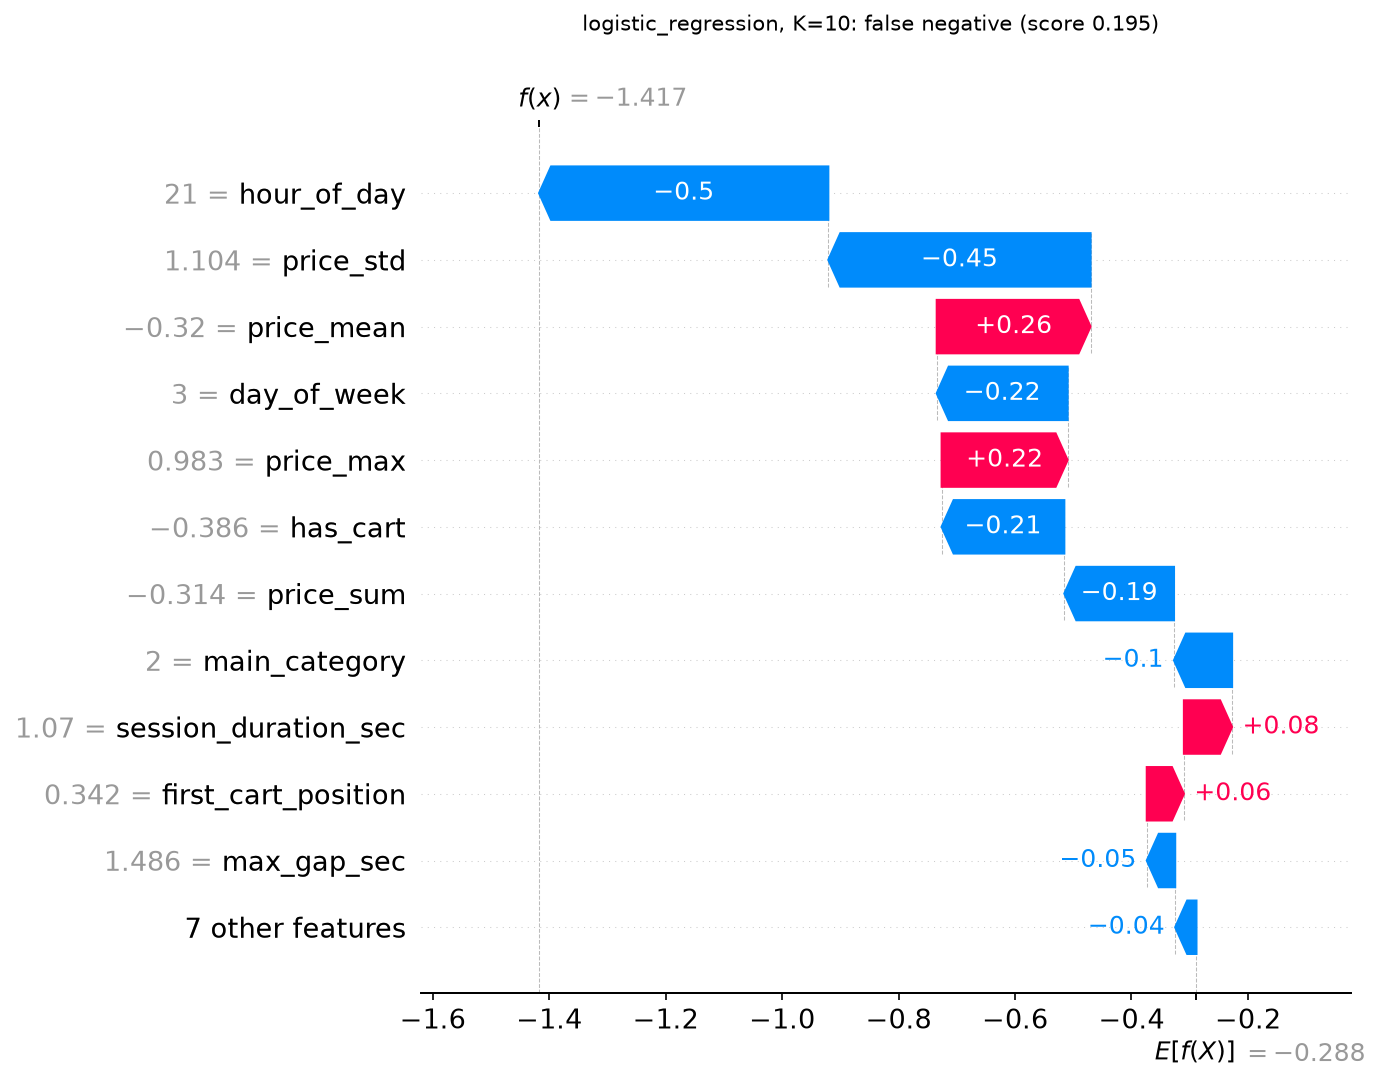 logistic_regression, K=10: false negative (score 0.195)
f(x) = −1.417
21 = hour_of_day −0.5
1.104 = price_std −0.45
−0.32 = price_mean +0.26
3 = day_of_week −0.22
0.983 = price_max +0.22
−0.386 = has_cart −0.21
−0.314 = price_sum −0.19
2 = main_category −0.1
1.07 = session_duration_sec +0.08
0.342 = first_cart_position +0.06
1.486 = max_gap_sec −0.05
7 other features −0.04
−1.6 −1.4 −1.2 −1.0 −0.8 −0.6 −0.4 −0.2
E[f(X)] = −0.288